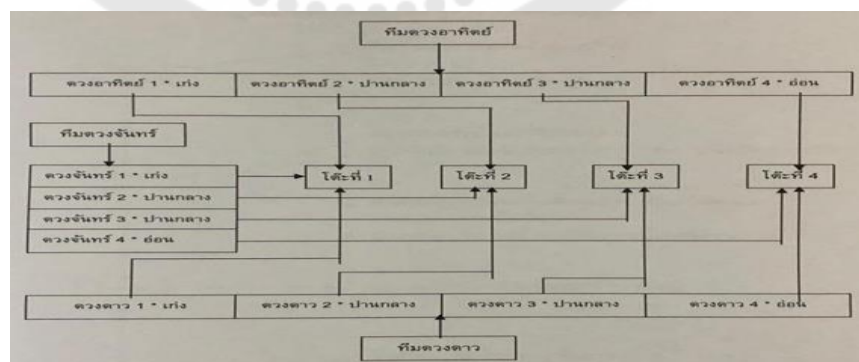 ทีมดวงอาทิตย์
ดวงอาทิตย์ 1 * เก่ง ดวงอาทิตย์ 2 * ปานกลาง ดวงอาทิตย์ 3 * ปานกลาง ดวงอาทิตย์ 4 * อ่อน
ทีมดวงจันทร์
ดวงจันทร์ 1 * เก่ง โต๊ะที่ 1 โต๊ะที่ 2 โต๊ะที่ 3 โต๊ะที่ 4
ดวงจันทร์ 2 * ปานกลาง
ดวงจันทร์ 3 * ปานกลาง
ดวงจันทร์ 4 * อ่อน
ดวงดาว 1 * เก่ง ดวงดาว 2 * ปานกลาง ดวงดาว 3 * ปานกลาง ดวงดาว 4 * อ่อน
ทีมดวงดาว